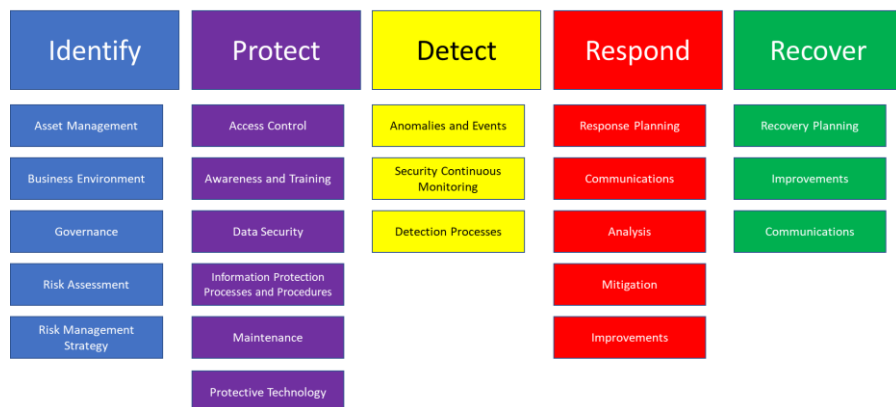 Identify
Protect
Detect
Respond
Recover
Asset Management
Access Control
Anomalies and Events
Response Planning
Recovery Planning
Business Environment
Awareness and Training
Security Continuous
Monitoring
Communications
Improvements
Governance
Data Security
Detection Processes
Analysis
Communications
Risk Assessment
Information Protection
Processes and Procedures
Mitigation
Risk Management
Strategy
Maintenance
Improvements
Protective Technology